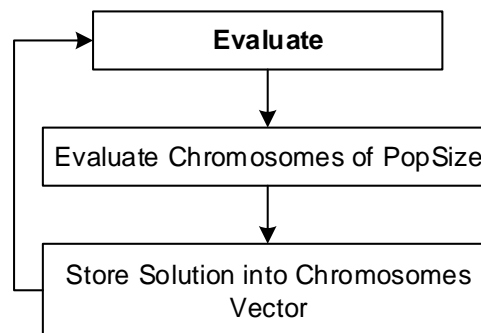 Evaluate
Evaluate Chromosomes of PopSize
Store Solution into Chromosomes
Vector